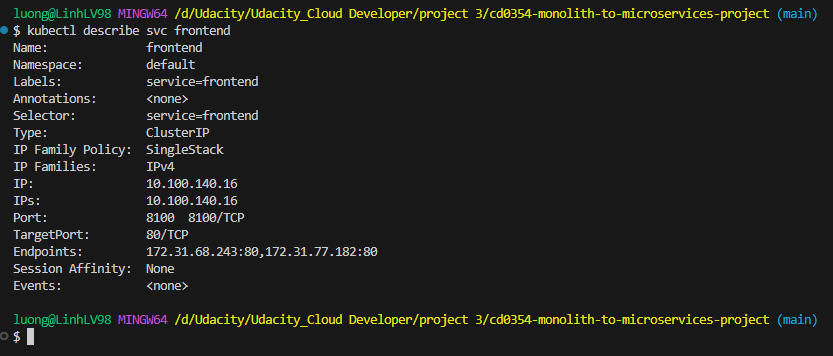 luong@LinhLV98 MINGW64 /d/Udacity/Udacity_Cloud Developer/project 3/cd0354-monolith-to-microservices-project (main)
$ kubectl describe svc frontend
Name: frontend
Namespace: default
Labels: service=frontend
Annotations: <none>
Selector: service=frontend
Type: ClusterIP
IP Family Policy: SingleStack
IP Families: IPv4
IP: 10.100.140.16
IPs: 10.100.140.16
Port: 8100 8100/TCP
TargetPort: 80/TCP
Endpoints: 172.31.68.243:80,172.31.77.182:80
Session Affinity: None
Events: <none>
luong@LinhLV98 MINGW64 /d/Udacity/Udacity_Cloud Developer/project 3/cd0354-monolith-to-microservices-project (main)
$